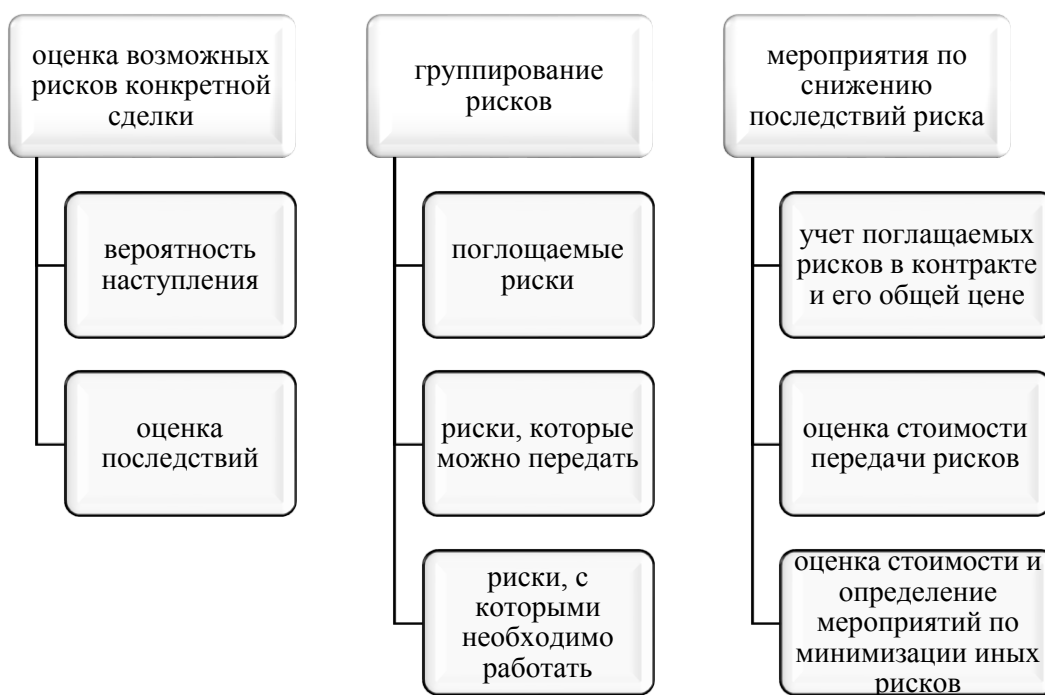 оценка возможных
рисков конкретной
сделки
вероятность
наступления
оценка
последствий
группирование
рисков
поглощаемые
риски
риски, которые
можно передать
риски, с
которыми
необходимо
работать
мероприятия по
снижению
последствий риска
учет поглащаемых
рисков в контракте
и его общей цене
оценка стоимости
передачи рисков
оценка стоимости и
определение
мероприятий по
минимизации иных
рисков